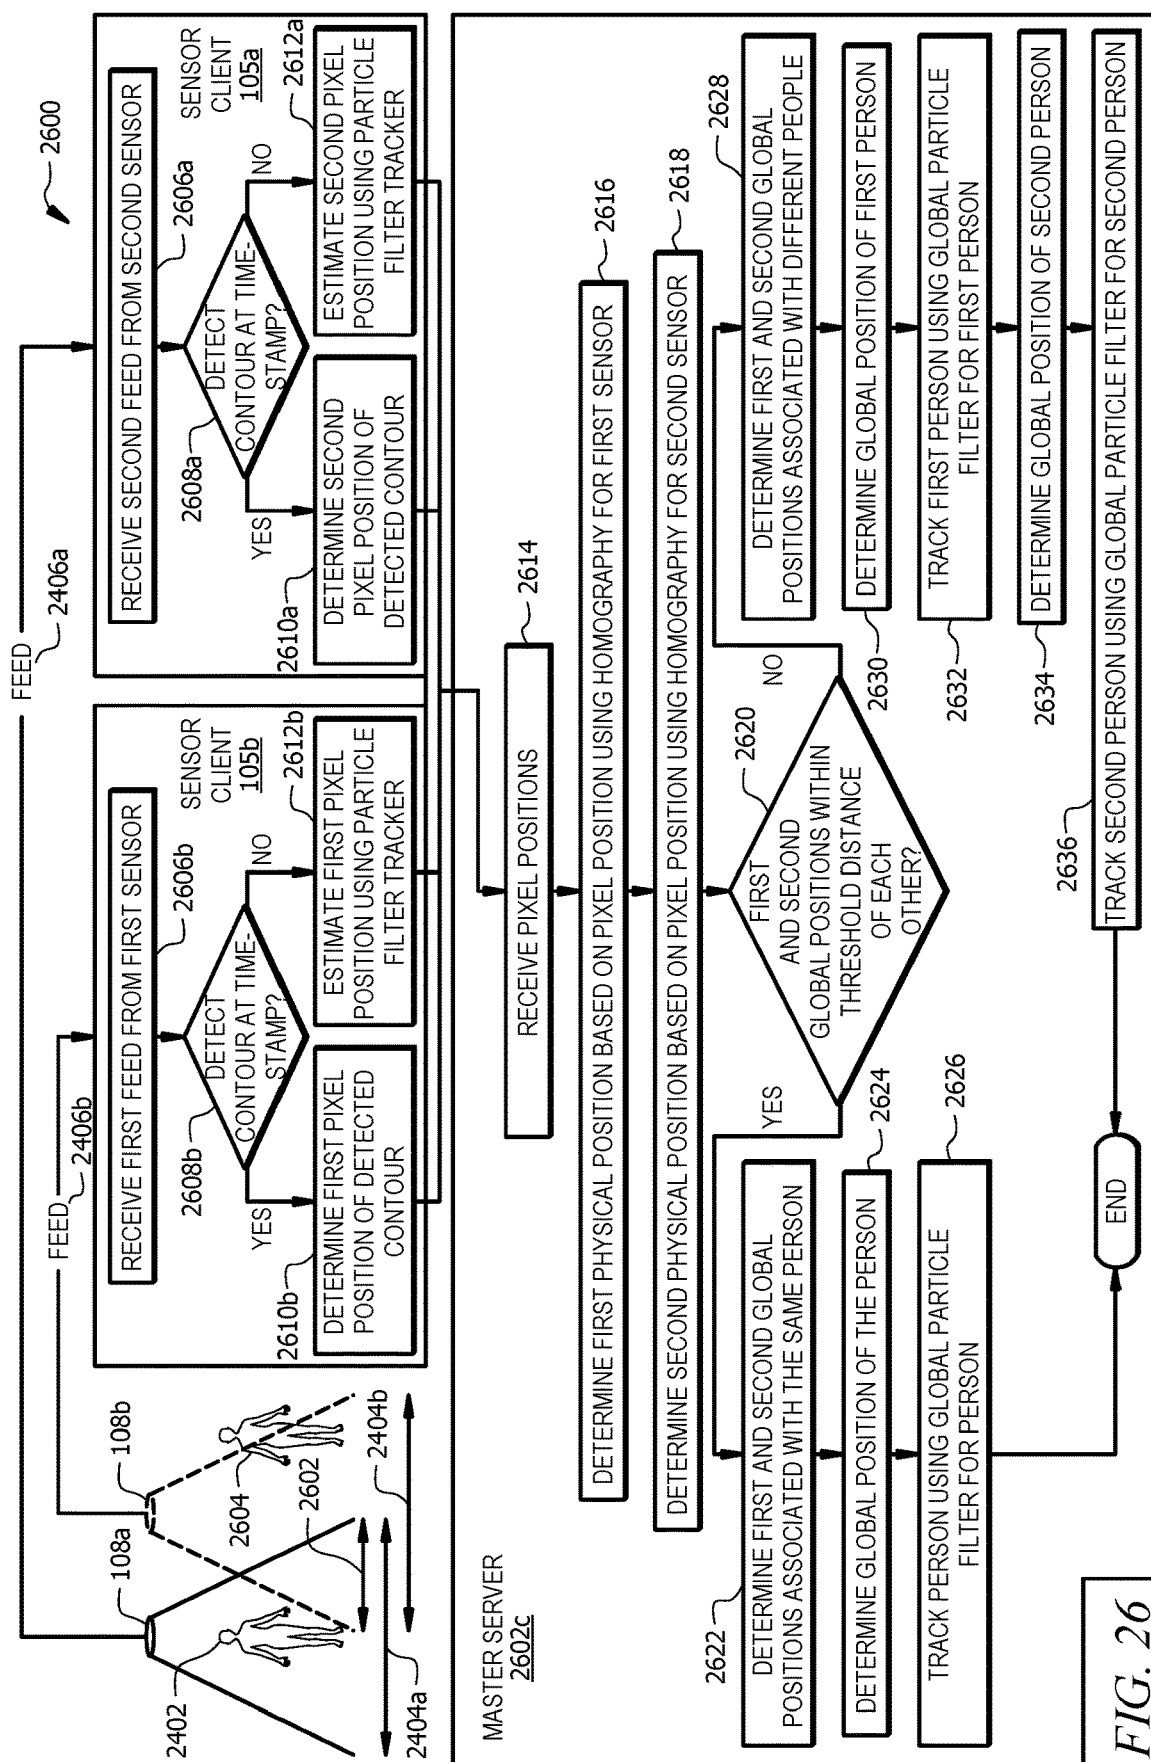 2600
FEED
2406a
FEED
2406b
108a
108b
2402
2604
2602
2404b
2404a
RECEIVE FIRST FEED FROM FIRST SENSOR
2606b
SENSOR
CLIENT
105b
2608b
DETECT
CONTOUR AT TIME-
STAMP?
YES
NO
2610b
DETERMINE FIRST PIXEL
POSITION OF DETECTED
CONTOUR
2612b
ESTIMATE FIRST PIXEL
POSITION USING PARTICLE
FILTER TRACKER
RECEIVE SECOND FEED FROM SECOND SENSOR
2606a
SENSOR
CLIENT
105a
2608a
DETECT
CONTOUR AT TIME-
STAMP?
YES
NO
2610a
DETERMINE SECOND
PIXEL POSITION OF
DETECTED CONTOUR
2612a
ESTIMATE SECOND PIXEL
POSITION USING PARTICLE
FILTER TRACKER
MASTER SERVER
2602c
RECEIVE PIXEL POSITIONS
2614
DETERMINE FIRST PHYSICAL POSITION BASED ON PIXEL POSITION USING HOMOGRAPHY FOR FIRST SENSOR
2616
DETERMINE SECOND PHYSICAL POSITION BASED ON PIXEL POSITION USING HOMOGRAPHY FOR SECOND SENSOR
2618
FIRST
AND SECOND
GLOBAL POSITIONS WITHIN
THRESHOLD DISTANCE
OF EACH
OTHER?
2620
YES
NO
2622
DETERMINE FIRST AND SECOND GLOBAL
POSITIONS ASSOCIATED WITH THE SAME PERSON
DETERMINE GLOBAL POSITION OF THE PERSON
2624
TRACK PERSON USING GLOBAL PARTICLE
FILTER FOR PERSON
2626
DETERMINE FIRST AND SECOND GLOBAL
POSITIONS ASSOCIATED WITH DIFFERENT PEOPLE
2628
DETERMINE GLOBAL POSITION OF FIRST PERSON
2630
TRACK FIRST PERSON USING GLOBAL PARTICLE
FILTER FOR FIRST PERSON
2632
DETERMINE GLOBAL POSITION OF SECOND PERSON
2634
TRACK SECOND PERSON USING GLOBAL PARTICLE FILTER FOR SECOND PERSON
2636
END
FIG. 26